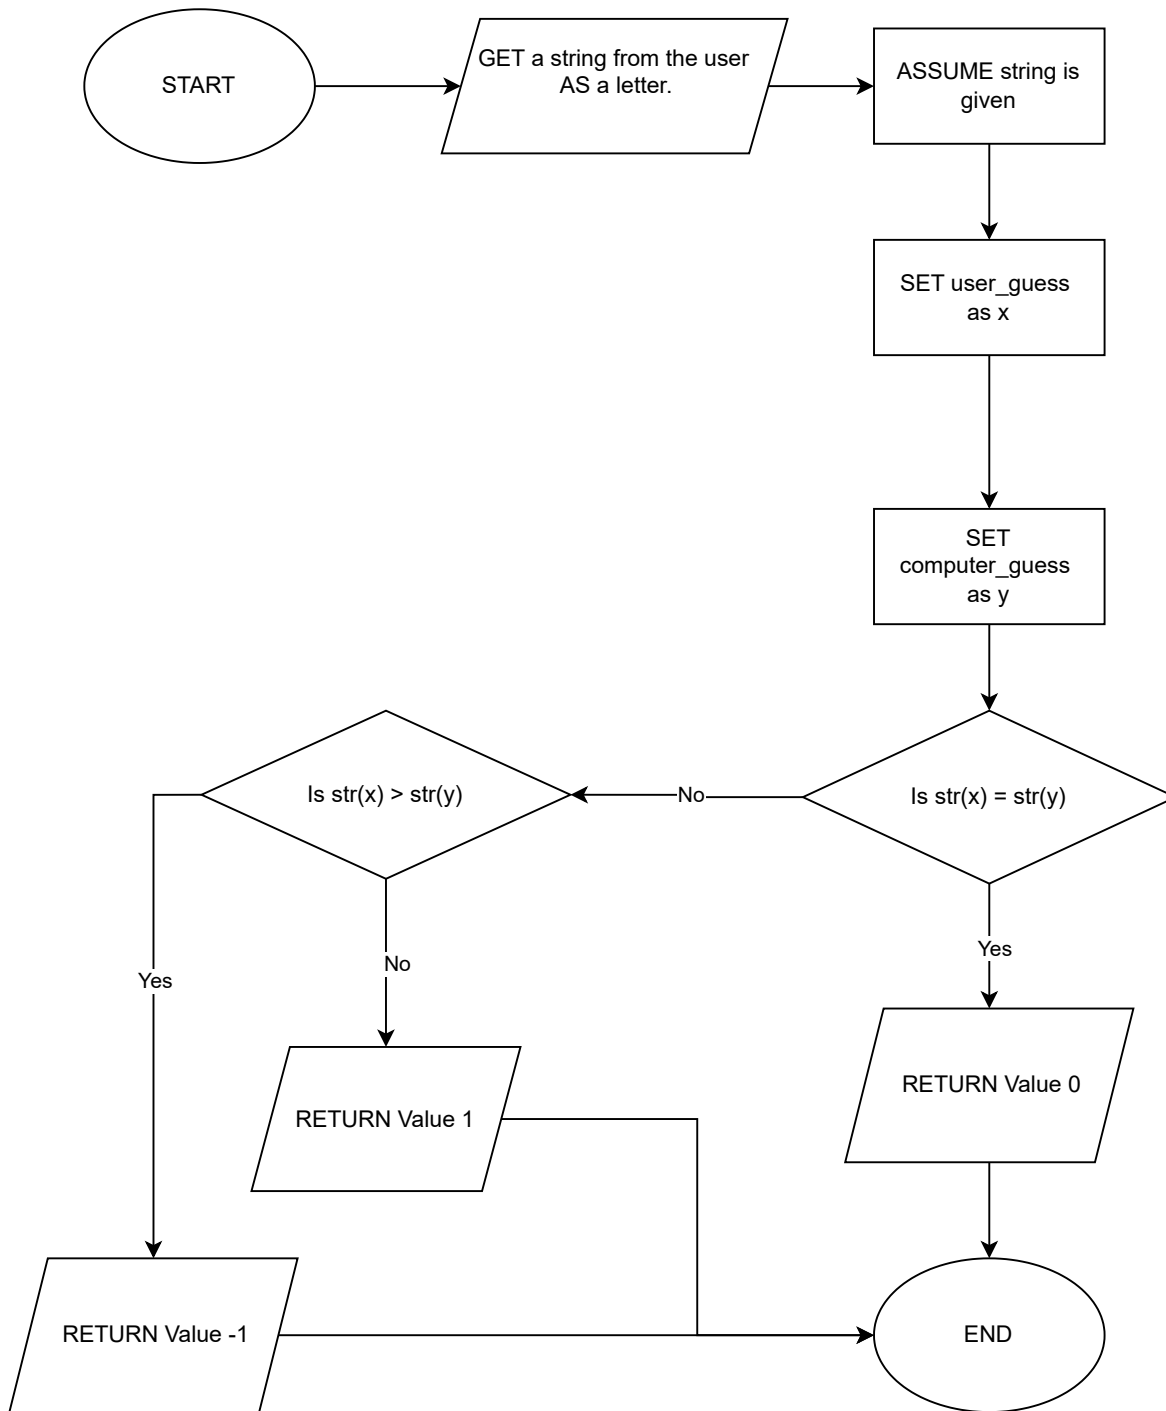 START
GET a string from the user
AS a letter.
ASSUME string is
given
SET user_guess
as x
SET
computer_guess
as y
Is str(x) = str(y)
No
Is str(x) > str(y)
Yes
No
Yes
RETURN Value 0
RETURN Value 1
RETURN Value -1
END